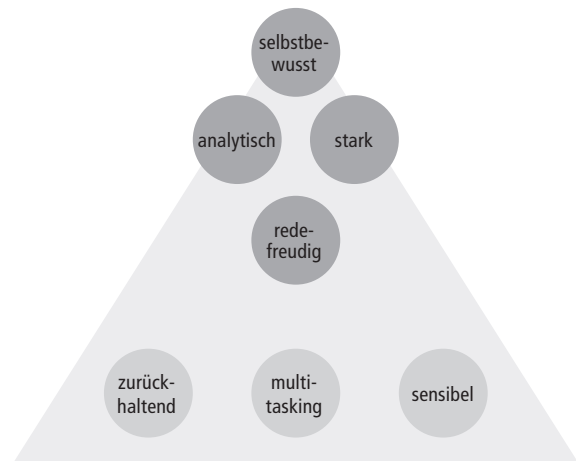 selbstbe-
wusst
analytisch
stark
rede-
freudig
zurück-
haltend
multi-
tasking
sensibel